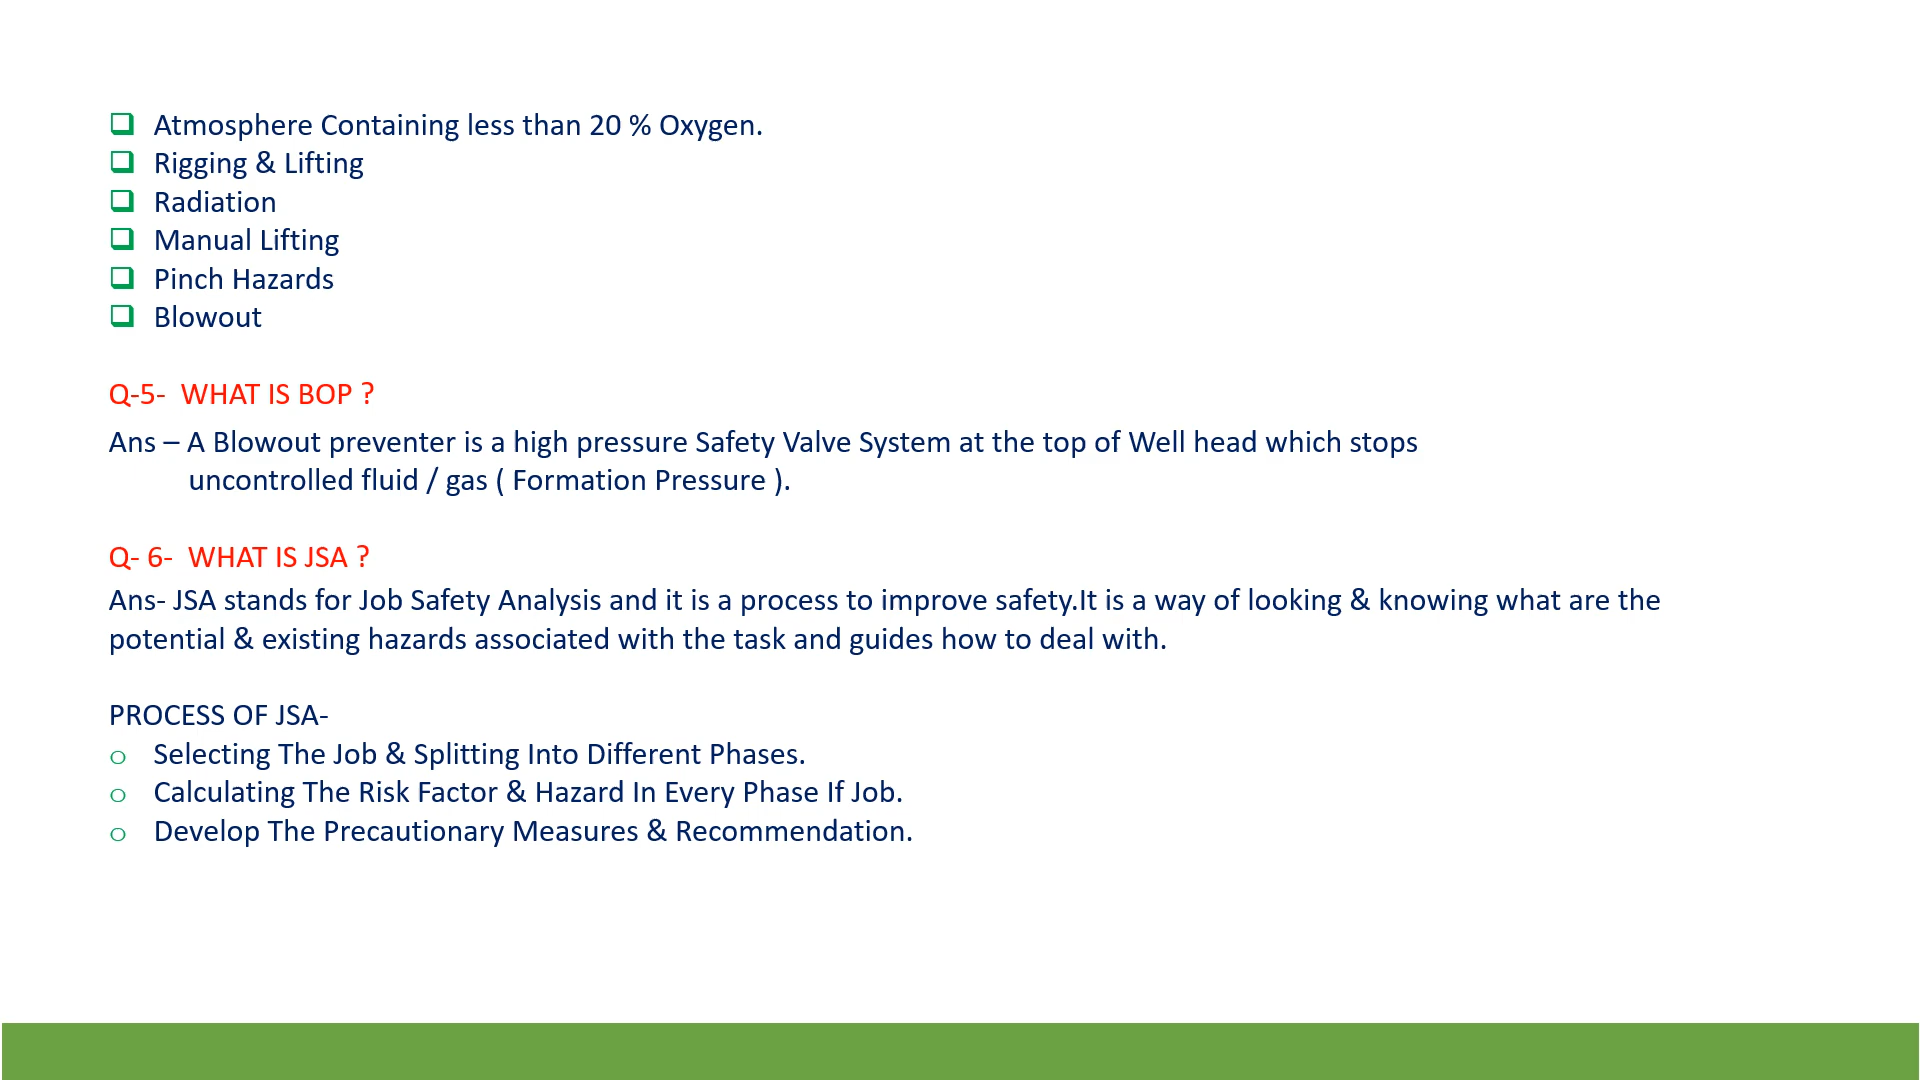 Atmosphere Containing less than 20 % Oxygen.
Rigging & Lifting
Radiation
Manual Lifting
Pinch Hazards
Blowout
Q-5- WHAT IS BOP ?
Ans – A Blowout preventer is a high pressure Safety Valve System at the top of Well head which stops
uncontrolled fluid / gas ( Formation Pressure ).
Q- 6- WHAT IS JSA ?
Ans- JSA stands for Job Safety Analysis and it is a process to improve safety.It is a way of looking & knowing what are the
potential & existing hazards associated with the task and guides how to deal with.
PROCESS OF JSA-
Selecting The Job & Splitting Into Different Phases.
Calculating The Risk Factor & Hazard In Every Phase If Job.
Develop The Precautionary Measures & Recommendation.